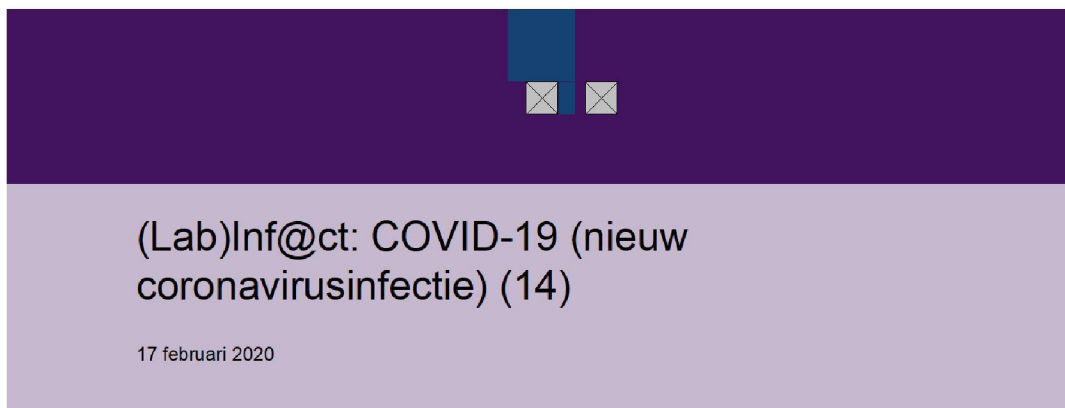 (Lab)Inf@ct: COVID-19 (nieuw
coronavirusinfectie) (14)
17 februari 2020